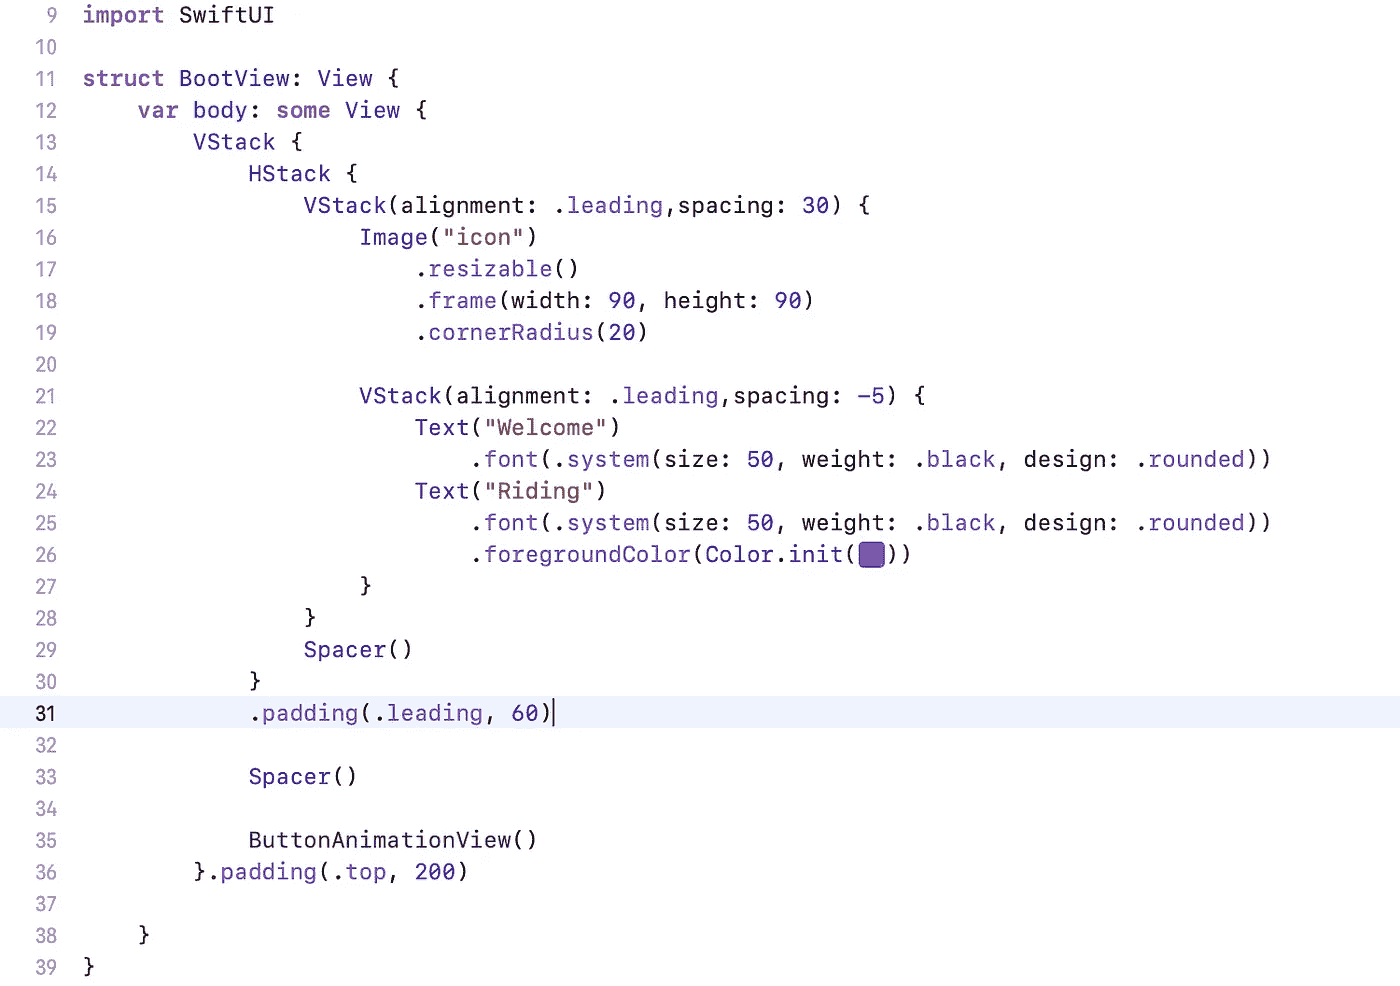 9 import SwiftUI
10
11 struct BootView: View {
12     var body: some View {
13         VStack {
14             HStack {
15                 VStack(alignment: .leading,spacing: 30) {
16                     Image("icon")
17                         .resizable()
18                         .frame(width: 90, height: 90)
19                         .cornerRadius(20)
20
21                     VStack(alignment: .leading,spacing: -5) {
22                         Text("Welcome")
23                             .font(.system(size: 50, weight: .black, design: .rounded))
24                         Text("Riding")
25                             .font(.system(size: 50, weight: .black, design: .rounded))
26                             .foregroundColor(Color.init())
27                     }
28                 }
29                 Spacer()
30             }
31             .padding(.leading, 60)
32
33             Spacer()
34
35             ButtonAnimationView()
36         }.padding(.top, 200)
37
38     }
39 }